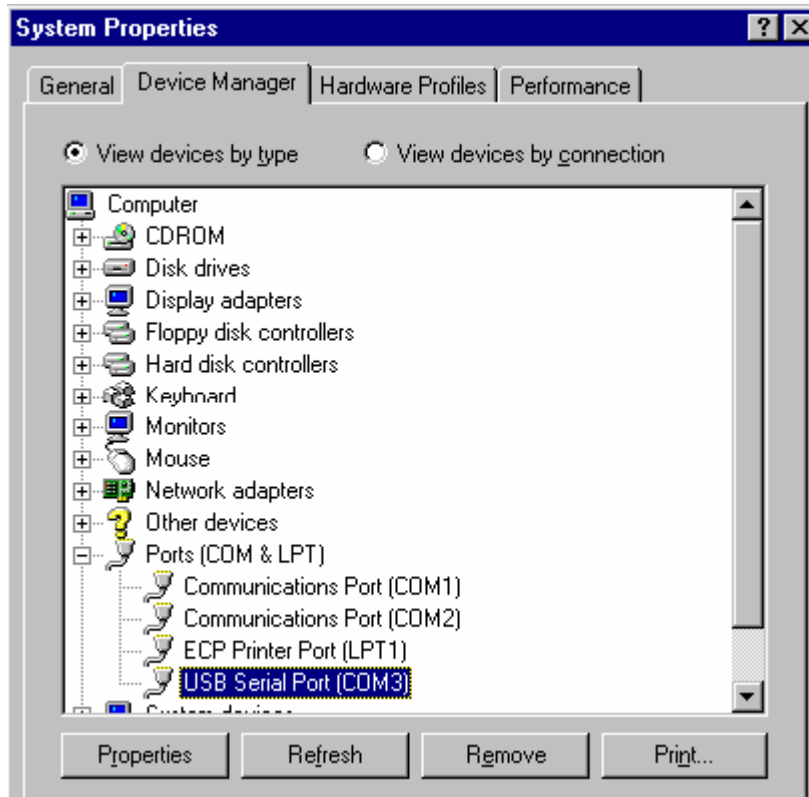 System Properties
General Device Manager Hardware Profiles Performance
View devices by type View devices by connection
Computer
CDROM
Disk drives
Display adapters
Floppy disk controllers
Hard disk controllers
Keyboard
Monitors
Mouse
Network adapters
Other devices
Ports (COM & LPT)
Communications Port (COM1)
Communications Port (COM2)
ECP Printer Port (LPT1)
USB Serial Port (COM3)
System devices
Properties Refresh Remove Print...